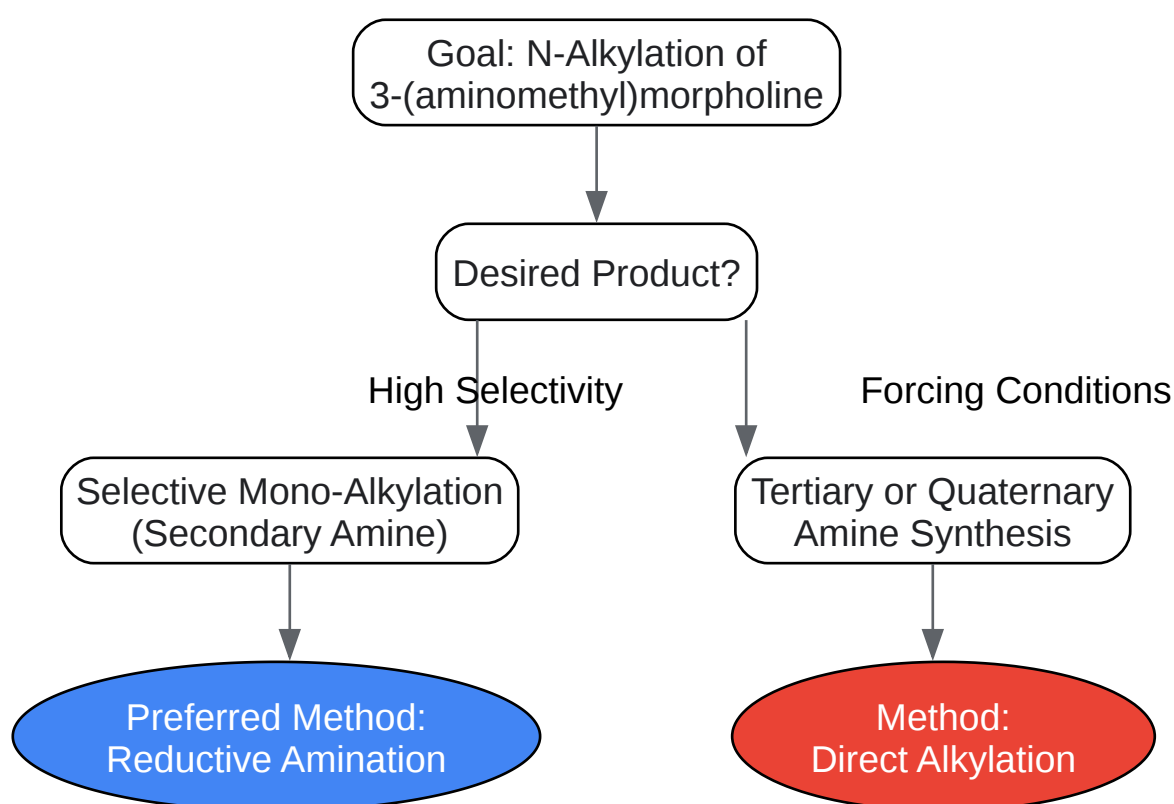 Goal: N-Alkylation of
3-(aminomethyl)morpholine
Desired Product?
High Selectivity
Forcing Conditions
Selective Mono-Alkylation
(Secondary Amine)
Tertiary or Quaternary
Amine Synthesis
Preferred Method:
Reductive Amination
Method:
Direct Alkylation